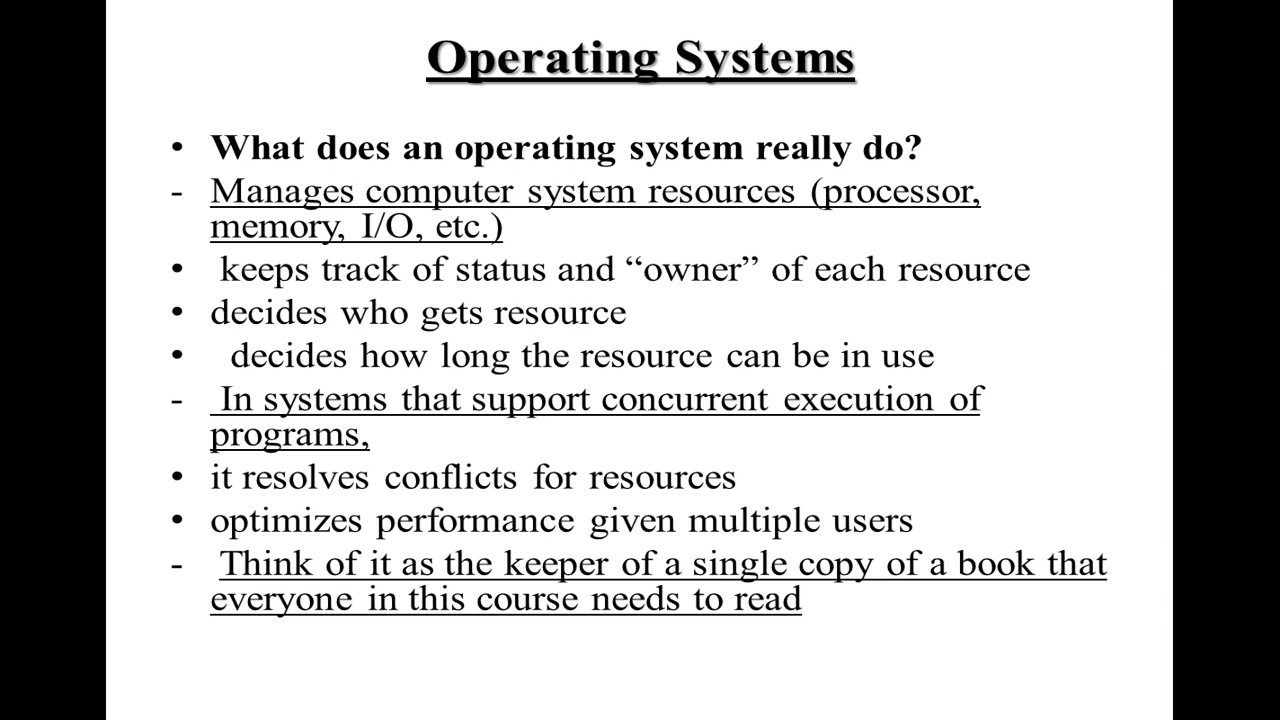 Operating Systems
• What does an operating system really do?
- Manages computer system resources (processor,
memory, I/O, etc.)
• keeps track of status and “owner” of each resource
• decides who gets resource
• decides how long the resource can be in use
- In systems that support concurrent execution of
programs,
• it resolves conflicts for resources
• optimizes performance given multiple users
- Think of it as the keeper of a single copy of a book that
everyone in this course needs to read